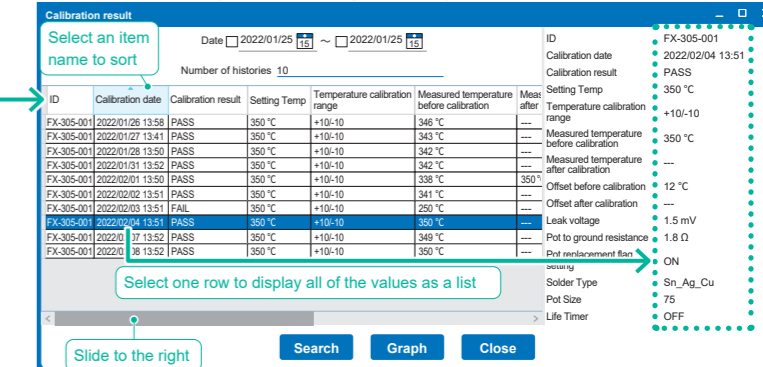 Calibration result
Select an item
name to sort
Date 2022/01/25 15 ~ 2022/01/25 15
Number of histories 10
ID Calibration date Calibration result Setting Temp Temperature calibration range Measured temperature before calibration Meas after
FX-305-001 2022/01/26 13:58 PASS 350 ℃ +10/-10 346 ℃ ---
FX-305-001 2022/01/27 13:41 PASS 350 ℃ +10/-10 343 ℃ ---
FX-305-001 2022/01/28 13:50 PASS 350 ℃ +10/-10 342 ℃ ---
FX-305-001 2022/01/31 13:52 PASS 350 ℃ +10/-10 342 ℃ ---
FX-305-001 2022/02/01 13:50 PASS 350 ℃ +10/-10 338 ℃ 350 ℃
FX-305-001 2022/02/02 13:51 PASS 350 ℃ +10/-10 341 ℃ ---
FX-305-001 2022/02/03 13:51 FAIL 350 ℃ +10/-10 250 ℃ ---
FX-305-001 2022/02/04 13:51 PASS 350 ℃ +10/-10 350 ℃ ---
FX-305-001 2022/0 07 13:52 PASS 350 ℃ +10/-10 349 ℃ ---
FX-305-001 2022/0 08 13:52 PASS 350 ℃ +10/-10 350 ℃ ---
Select one row to display all of the values as a list
Slide to the right
Search Graph Close
ID FX-305-001
Calibration date 2022/02/04 13:51
Calibration result PASS
Setting Temp 350 ℃
Temperature calibration
range +10/-10
Measured temperature
before calibration 350 ℃
Measured temperature
after calibration ---
Offset before calibration 12 ℃
Offset after calibration ---
Leak voltage 1.5 mV
Pot to ground resistance 1.8 Ω
Pot replacement flag
setting ON
Solder Type Sn_Ag_Cu
Pot Size 75
Life Timer OFF